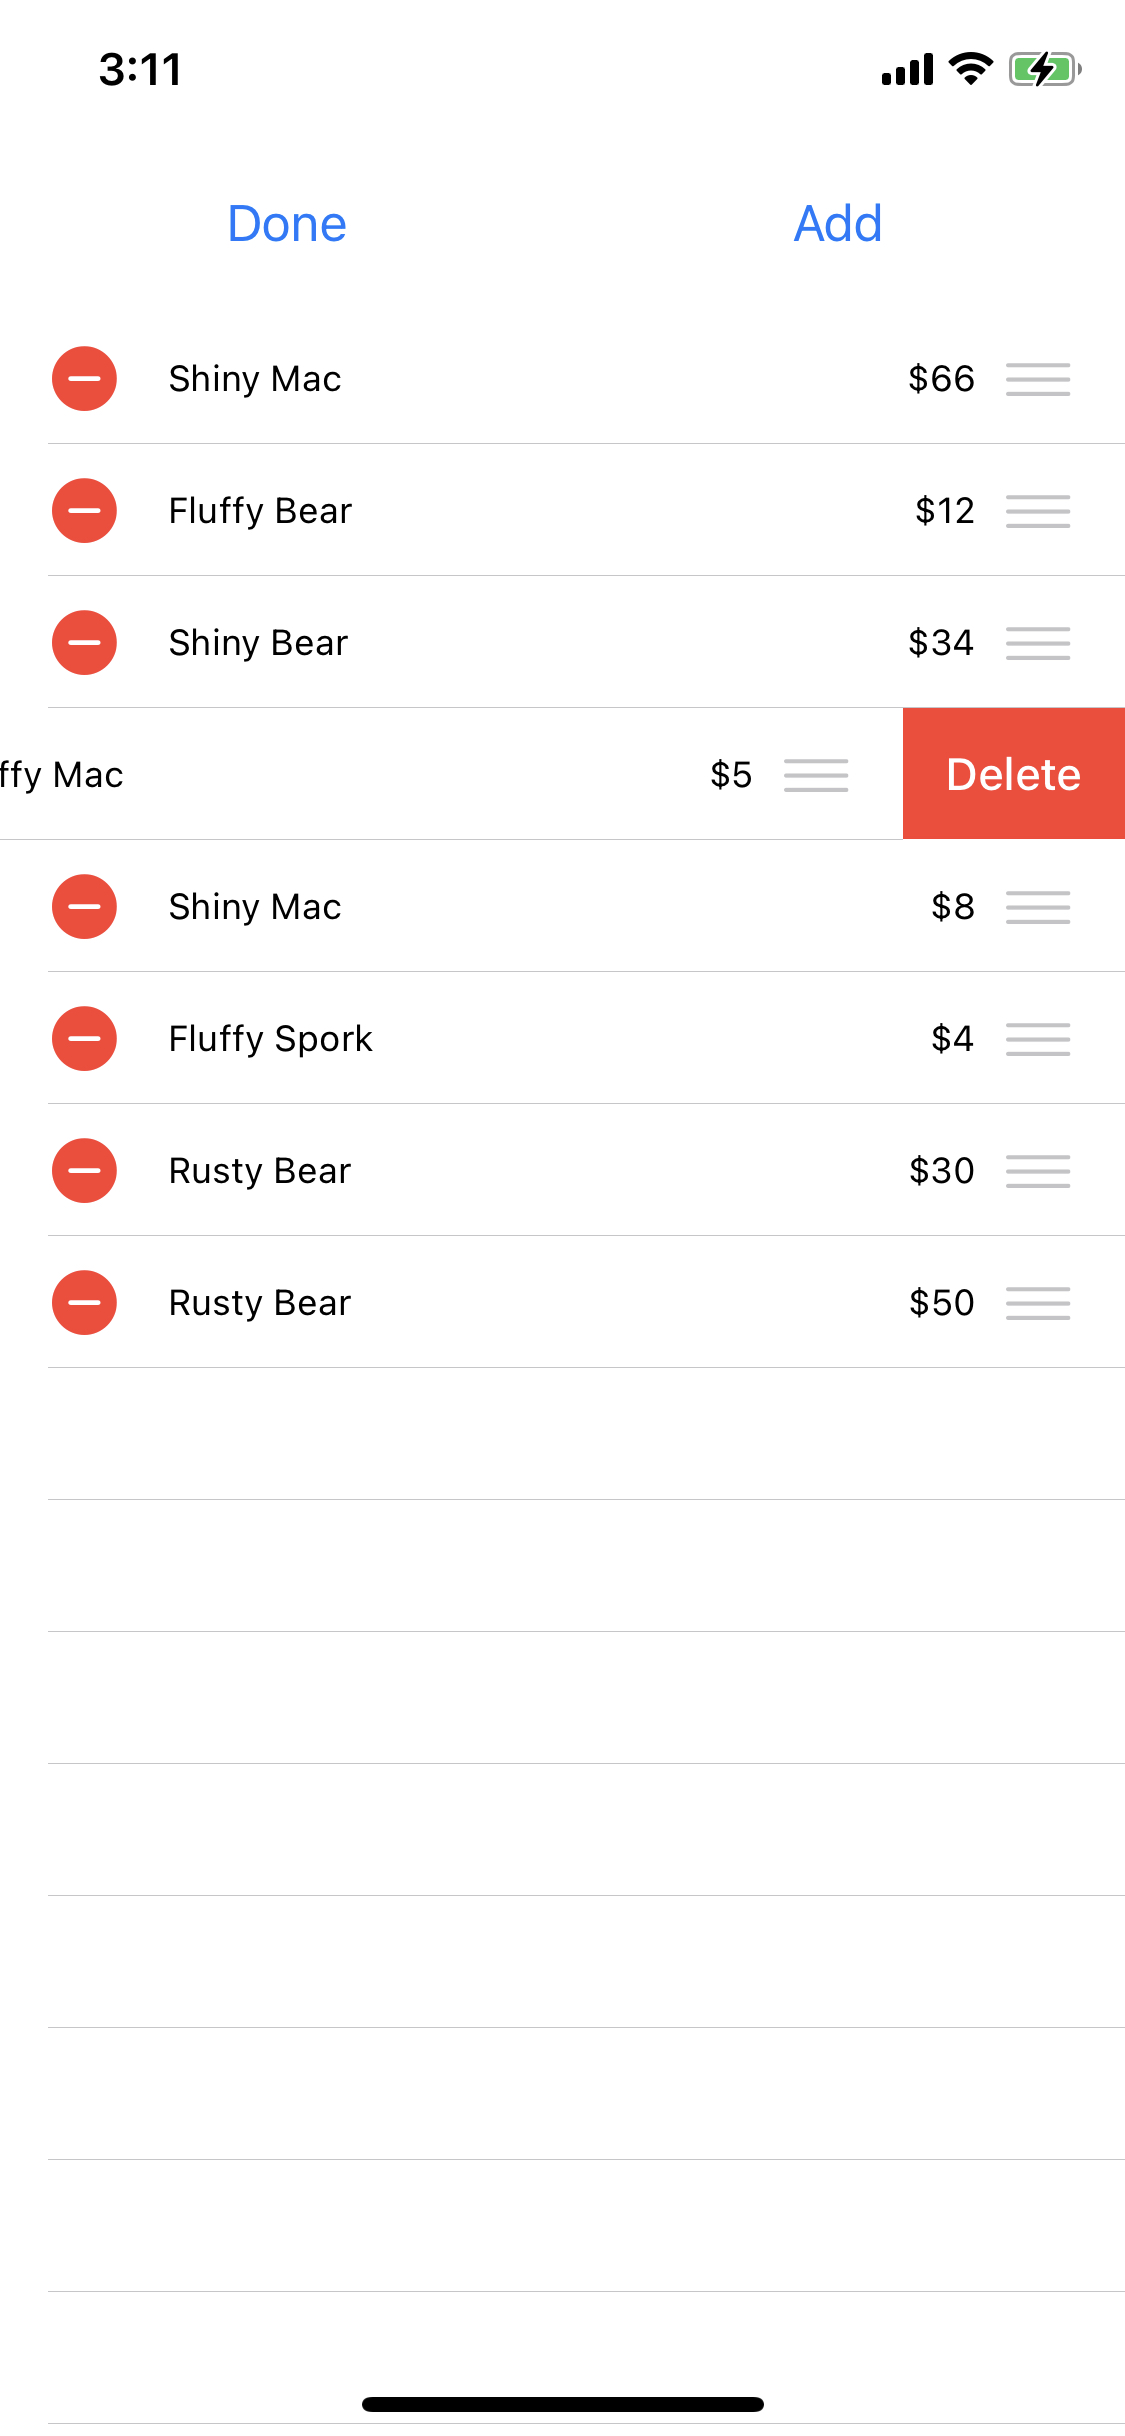 3:11
Done Add
Shiny Mac $66
Fluffy Bear $12
Shiny Bear $34
ffy Mac $5 Delete
Shiny Mac $8
Fluffy Spork $4
Rusty Bear $30
Rusty Bear $50